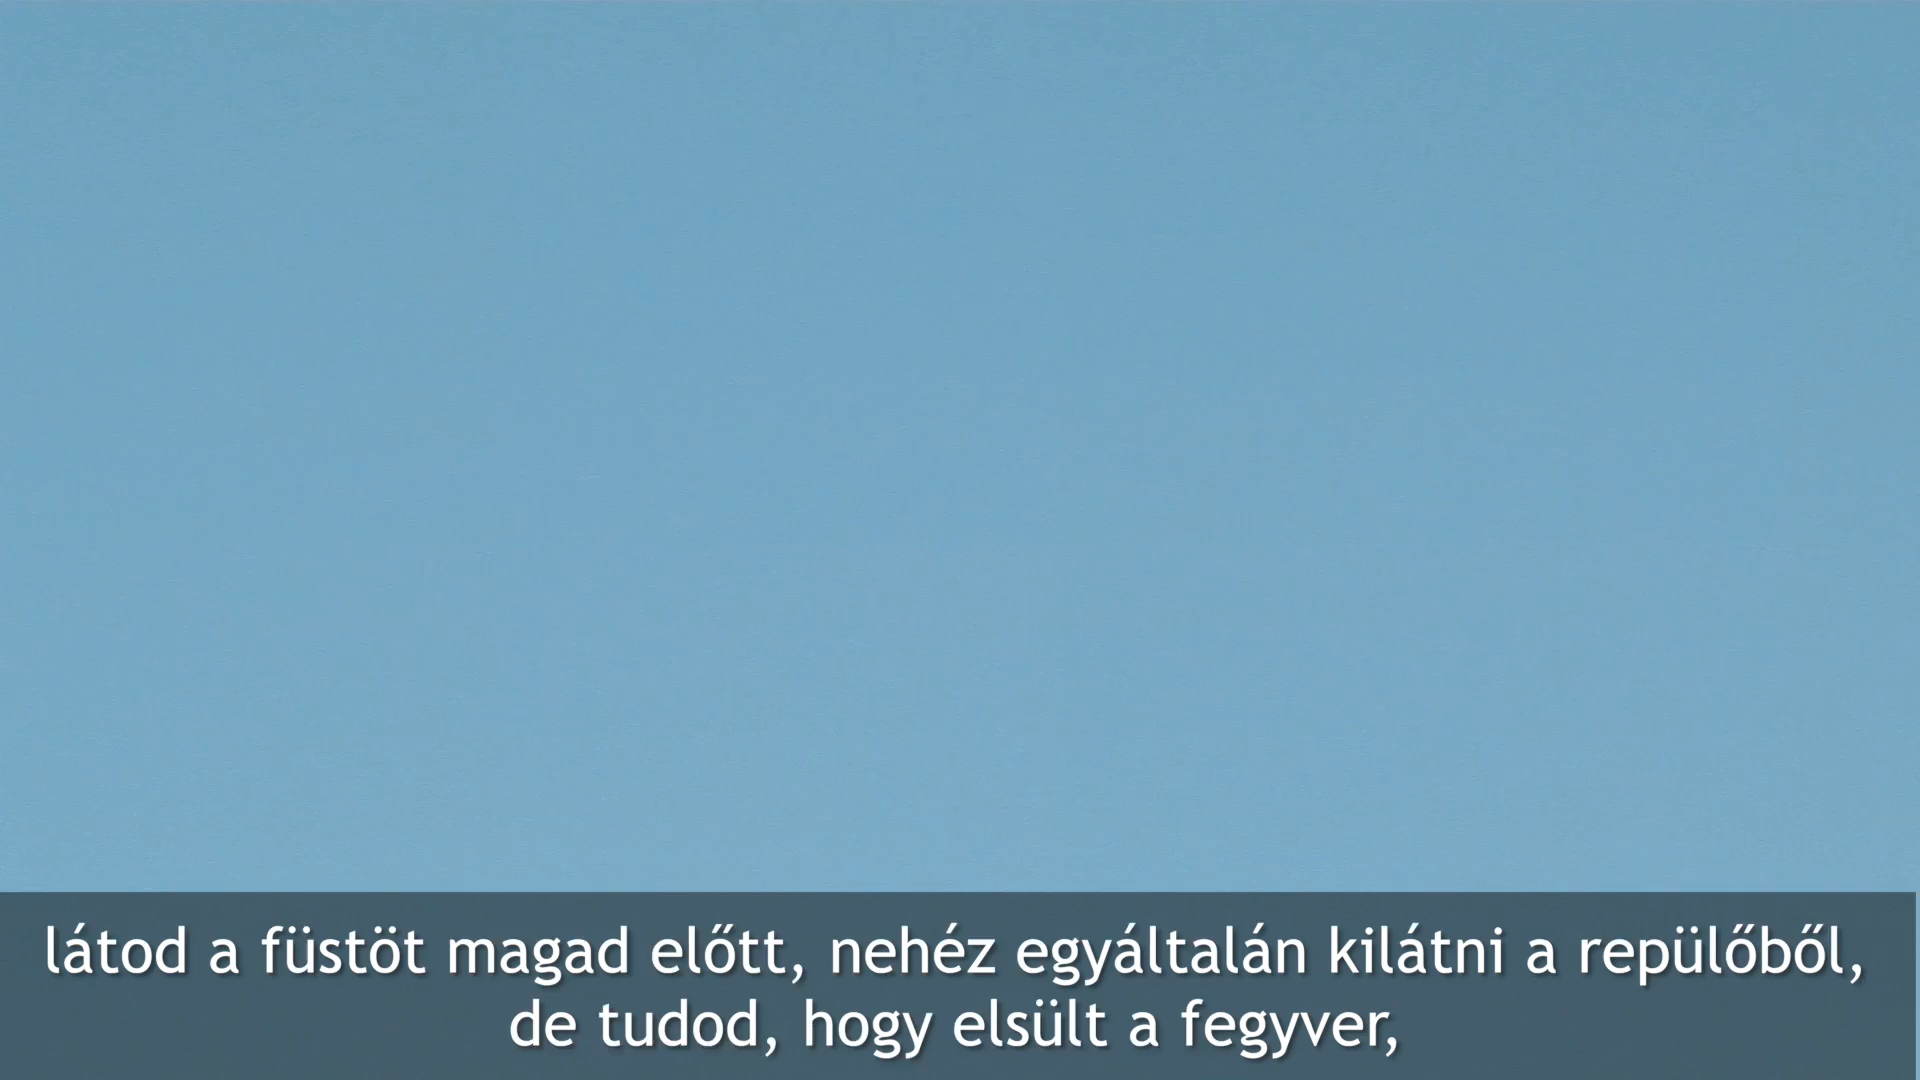 látod a füstöt magad előtt, nehéz egyáltalán kilátni a repülőből,
de tudod, hogy elsült a fegyver,